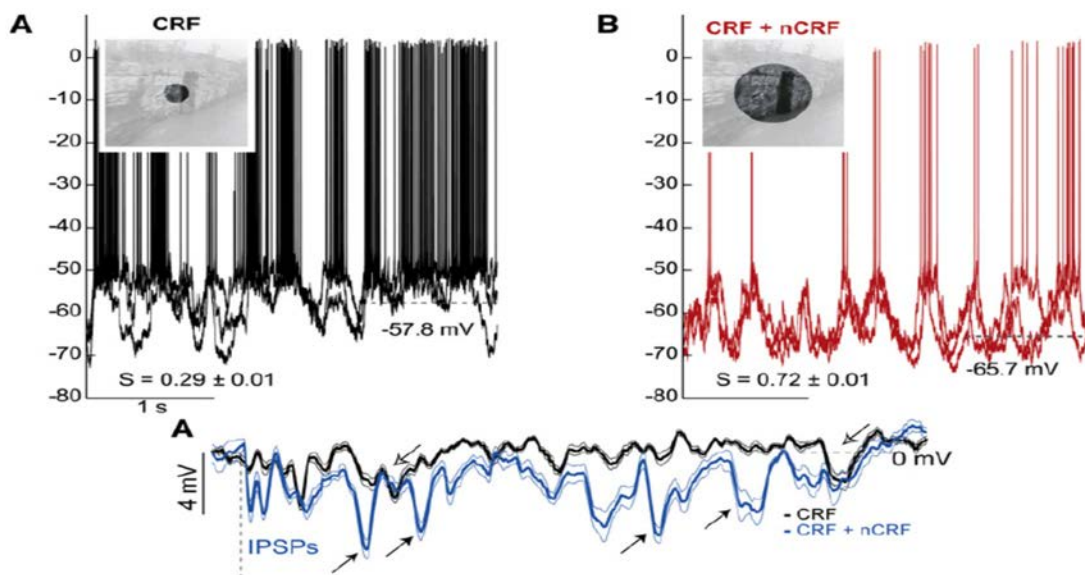 A
CRF
0
-10
-20
-30
-40
-50
-60
-70
-80
-57.8 mV
S = 0.29 ± 0.01
1 s
B
CRF + nCRF
0
-10
-20
-30
-40
-50
-60
-70
-80
-65.7 mV
S = 0.72 ± 0.01
A
4 mV
IPSPs
0 mV
CRF
CRF + nCRF